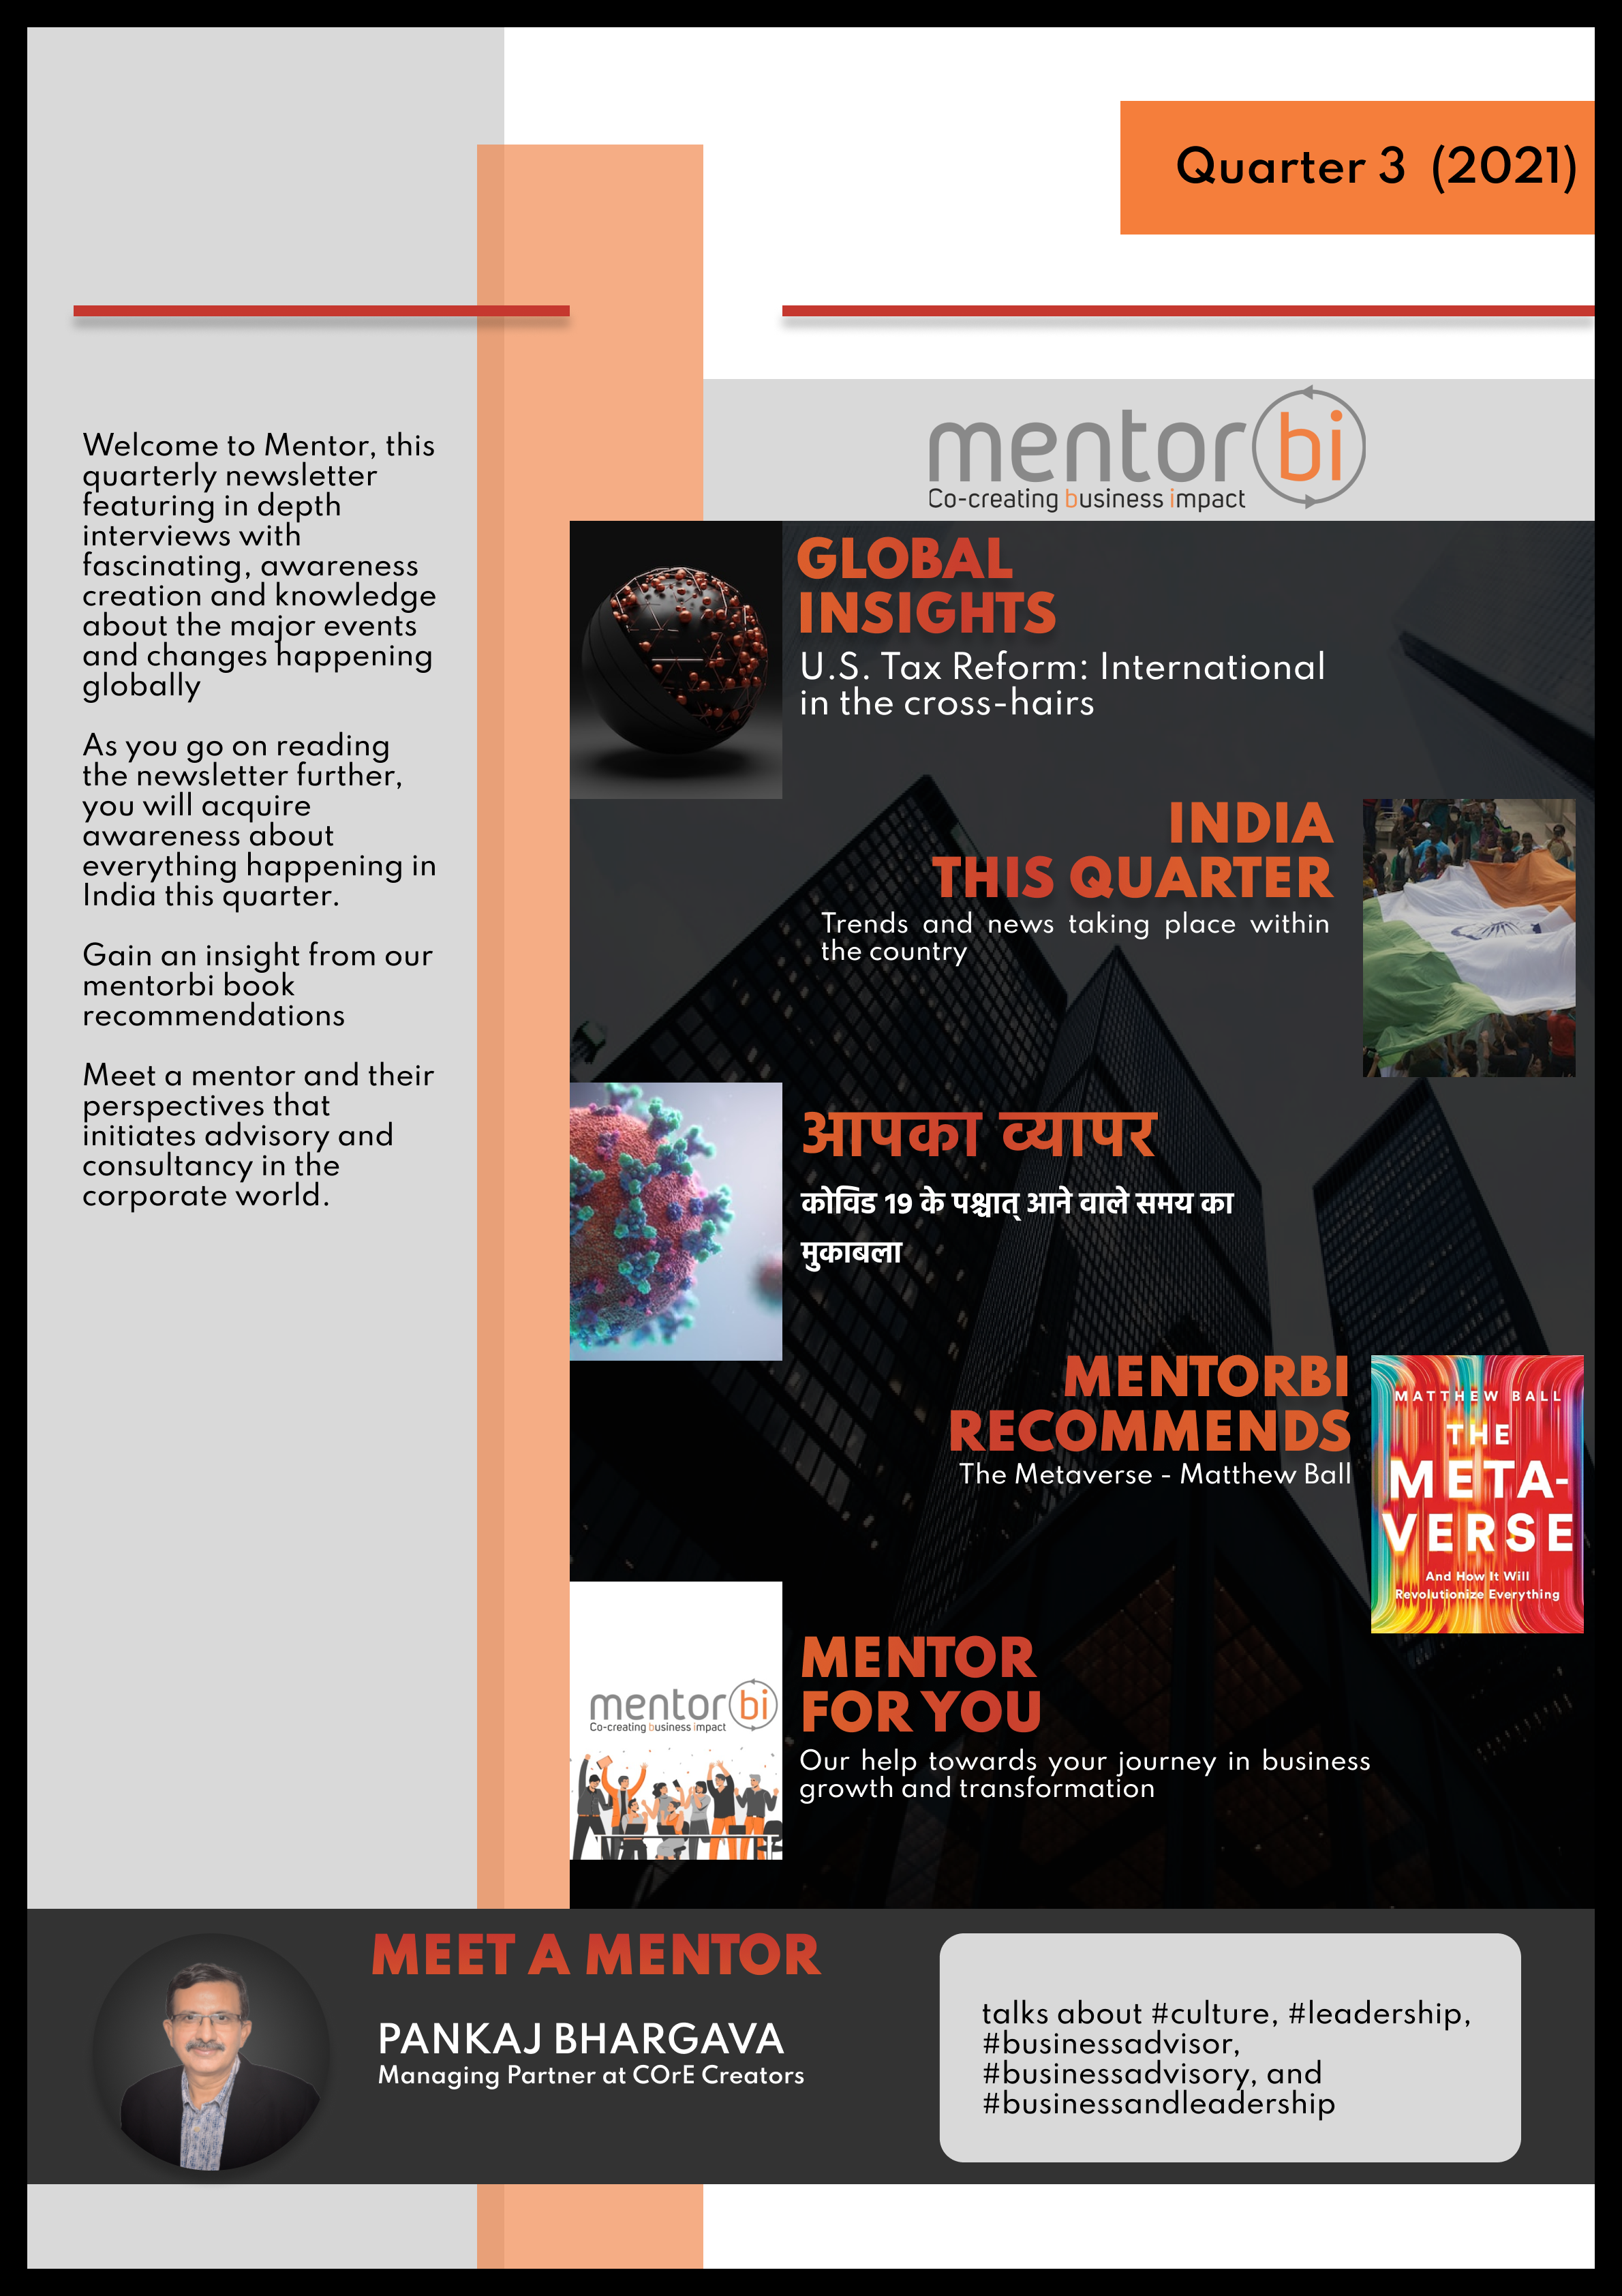 Quarter 3 (2021)
Welcome to Mentor, this
quarterly newsletter
featuring in depth
interviews with
fascinating, awareness
creation and knowledge
about the major events
and changes happening
globally
As you go on reading
the newsletter further,
you will acquire
awareness about
everything happening in
India this quarter.
Gain an insight from our
mentorbi book
recommendations
Meet a mentor and their
perspectives that
initiates advisory and
consultancy in the
corporate world.
mentor bi
Co-creating business impact
GLOBAL
INSIGHTS
U.S. Tax Reform: International
in the cross-hairs
INDIA
THIS QUARTER
Trends and news taking place within
the country
आपका व्यापर
कोविड 19 के पश्चात् आने वाले समय का
मुकाबला
MENTORBI
RECOMMENDS
The Metaverse - Matthew Ball
MATTHEW BALL
THE
META-
VERSE
And How It Will
Revolutionize Everything
mentor bi
Co-creating business impact
MENTOR
FOR YOU
Our help towards your journey in business
growth and transformation
MEET A MENTOR
PANKAJ BHARGAVA
Managing Partner at COrE Creators
talks about #culture, #leadership,
#businessadvisor,
#businessadvisory, and
#businessandleadership